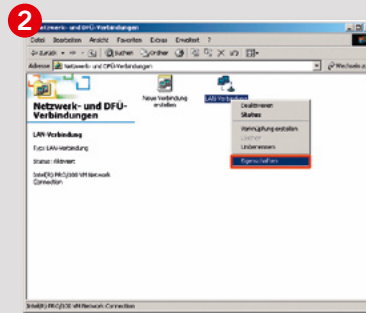 2
Netzwerk- und DFÜ-Verbindungen
Datei Bearbeiten Ansicht Favoriten Extras Erweitert ?
Zurück Suchen Ordner
Adresse Netzwerk- und DFÜ-Verbindungen Wechseln zu
Netzwerk- und DFÜ-
Verbindungen
LAN-Verbindung
Typ: LAN-Verbindung
Status: Aktiviert
Intel(R) PRO/100 VM Network
Connection
Neue Verbindung
erstellen
LAN-Verbindung
Deaktivieren
Status
Verknüpfung erstellen
Löschen
Umbenennen
Eigenschaften
Intel(R) PRO/100 VM Network Connection